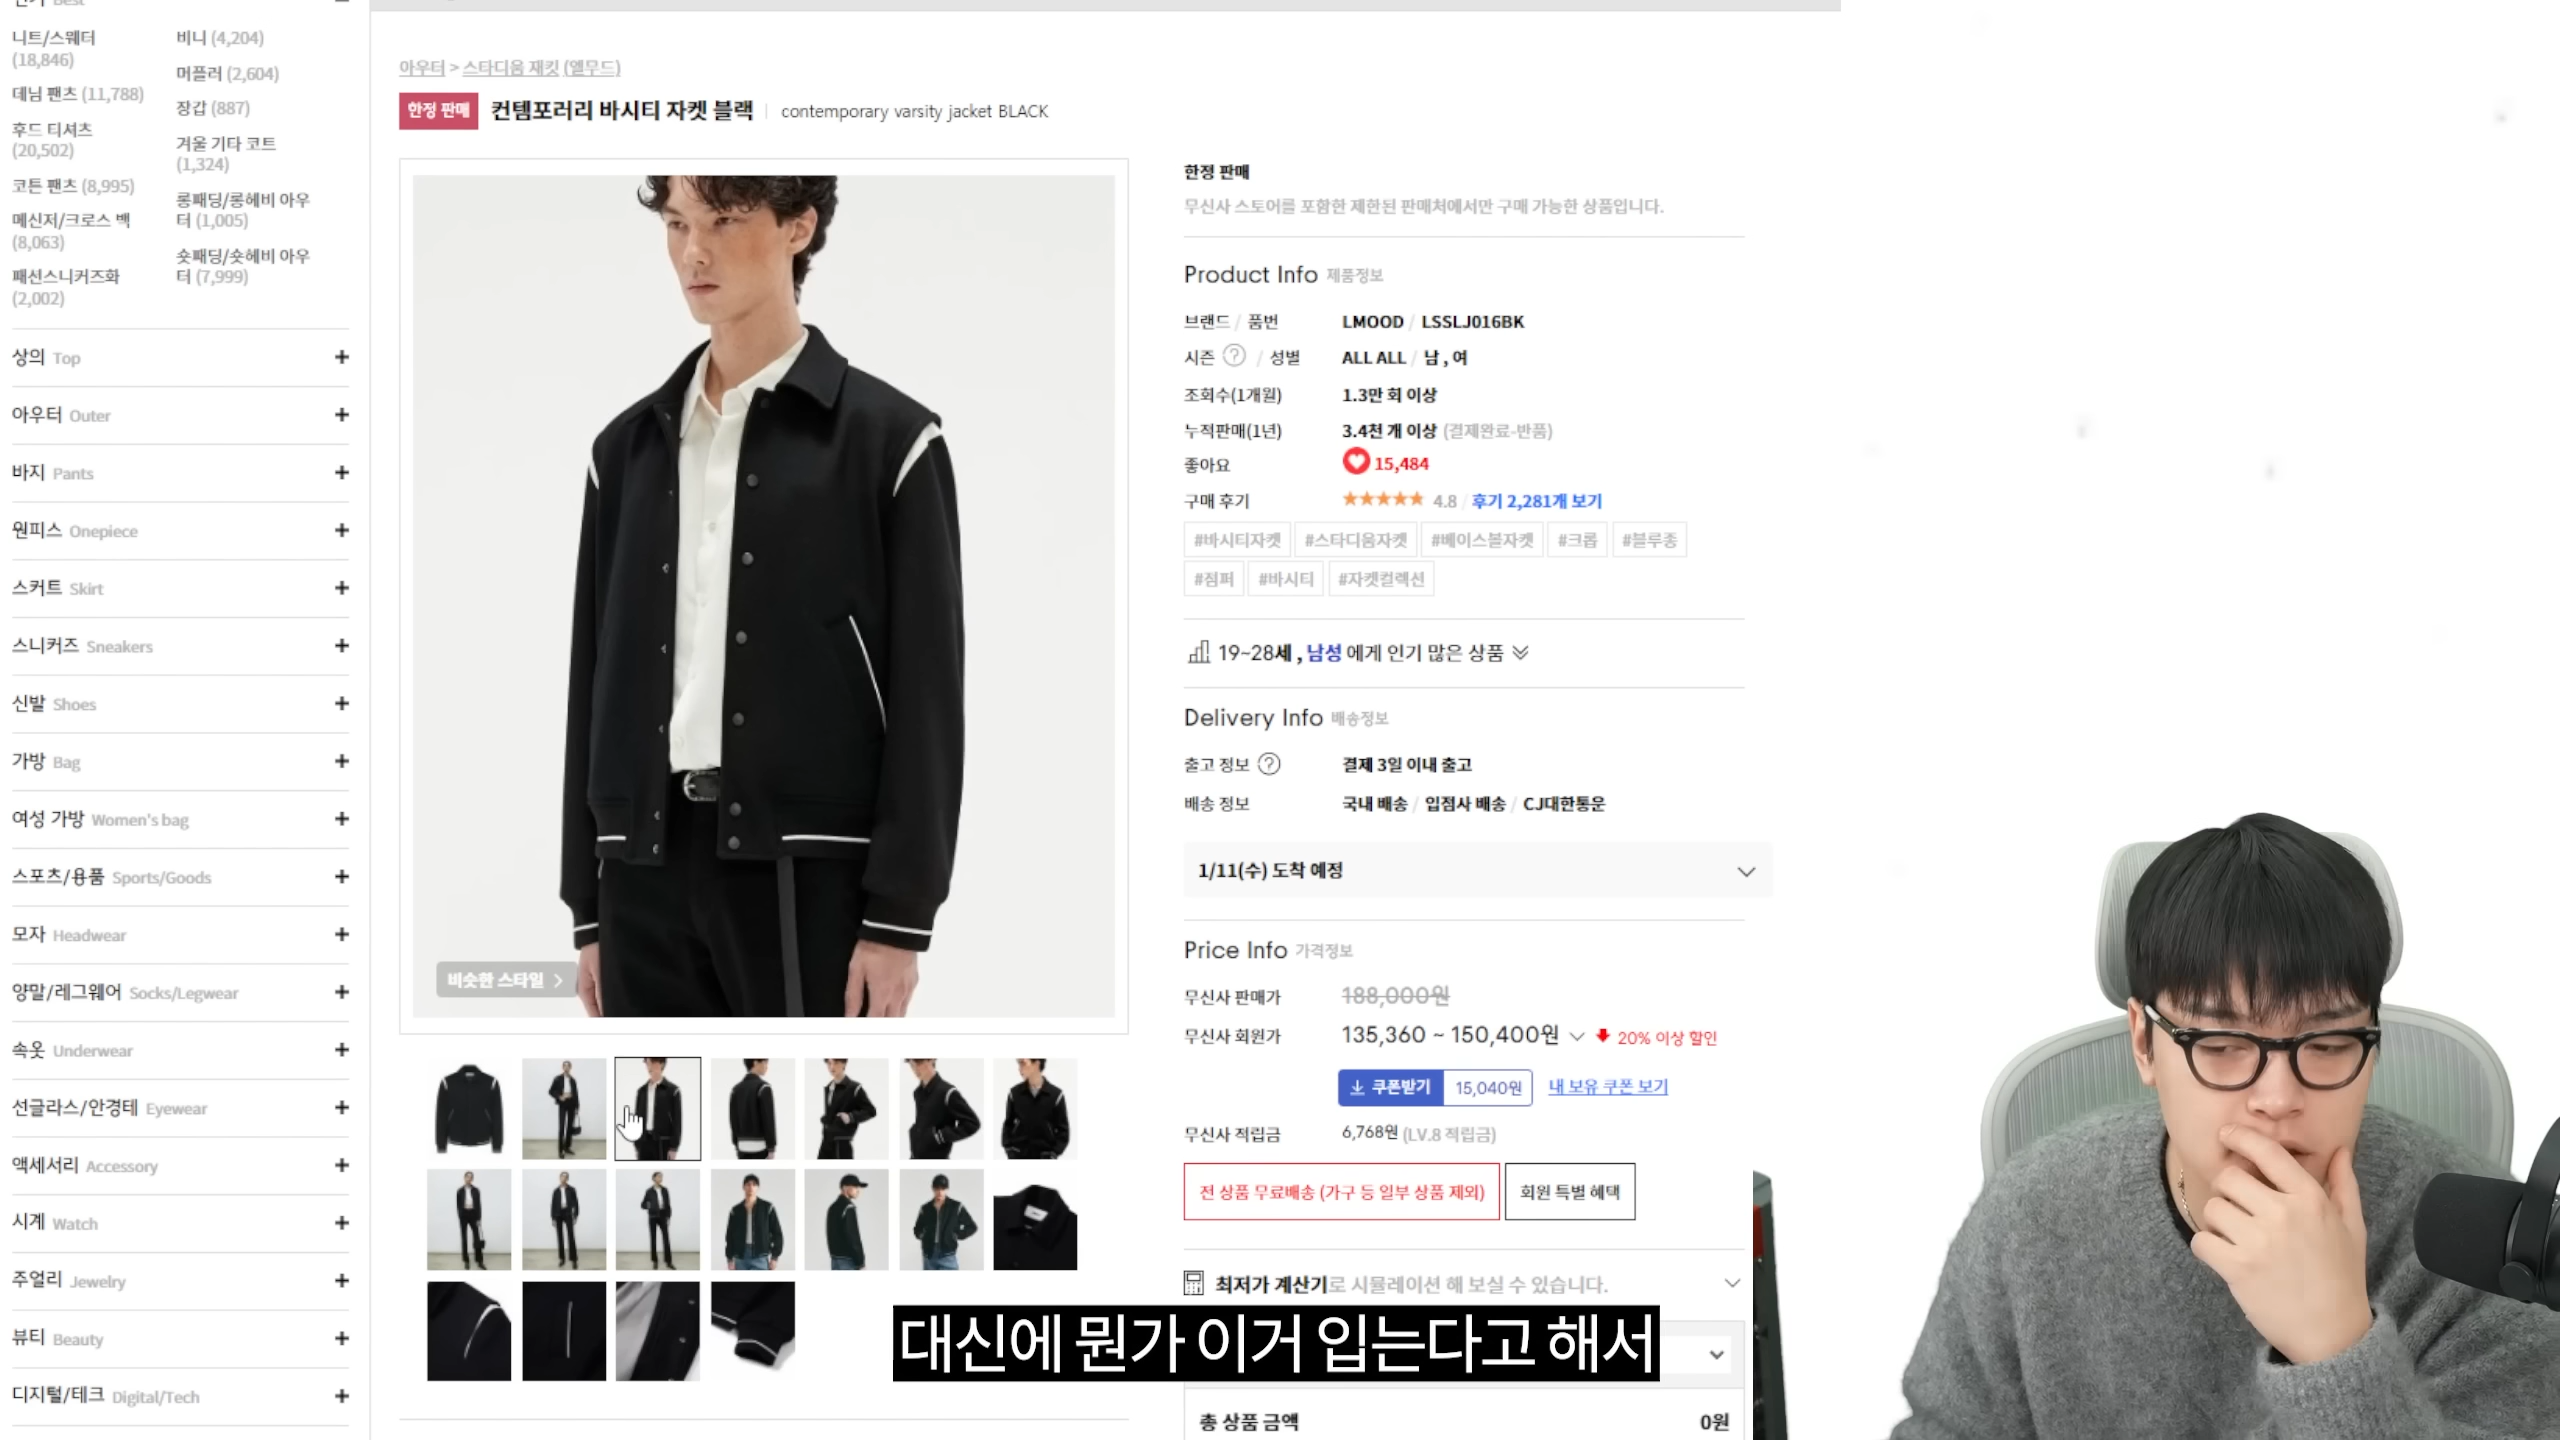 Best
니트/스웨터
(18,846)
데님 팬츠 (11,788)
후드 티셔츠
(20,502)
코튼 팬츠 (8,995)
메신저/크로스 백
(8,063)
패션스니커즈화
(2,002)
비니 (4,204)
머플러 (2,604)
장갑 (887)
겨울 기타 코트
(1,324)
롱패딩/롱헤비 아우
터 (1,005)
숏패딩/숏헤비 아우
터 (7,999)
상의 Top
아우터 Outer
바지 Pants
원피스 Onepiece
스커트 Skirt
스니커즈 Sneakers
신발 Shoes
가방 Bag
여성 가방 Women's bag
스포츠/용품 Sports/Goods
모자 Headwear
양말/레그웨어 Socks/Legwear
속옷 Underwear
선글라스/안경테 Eyewear
액세서리 Accessory
시계 Watch
주얼리 Jewelry
뷰티 Beauty
디지털/테크 Digital/Tech
아우터 > 스타디움 재킷 (엘무드)
한정 판매 컨템포러리 바시티 자켓 블랙 | contemporary varsity jacket BLACK
비슷한 스타일 >
한정 판매
무신사 스토어를 포함한 제한된 판매처에서만 구매 가능한 상품입니다.
Product Info 제품정보
브랜드 / 품번 LMOOD / LSSLJ016BK
시즌 ? / 성별 ALL ALL / 남 , 여
조회수(1개월) 1.3만 회 이상
누적판매(1년) 3.4천 개 이상 (결제완료-반품)
좋아요 15,484
구매 후기 ★★★★★ 4.8 / 후기 2,281개 보기
#바시티자켓 #스타디움자켓 #베이스볼자켓 #크롭 #블루종
#점퍼 #바시티 #자켓컬렉션
19~28세 , 남성 에게 인기 많은 상품
Delivery Info 배송정보
출고 정보 ? 결제 3일 이내 출고
배송 정보 국내 배송 / 입점사 배송 / CJ대한통운
1/11(수) 도착 예정
Price Info 가격정보
무신사 판매가 188,000원
무신사 회원가 135,360 ~ 150,400원 20% 이상 할인
쿠폰받기 15,040원 내 보유 쿠폰 보기
무신사 적립금 6,768원 (LV.8 적립금)
전 상품 무료배송 (가구 등 일부 상품 제외) 회원 특별 혜택
최저가 계산기로 시뮬레이션 해 보실 수 있습니다.
대신에 뭔가 이거 입는다고 해서
총 상품 금액 0원